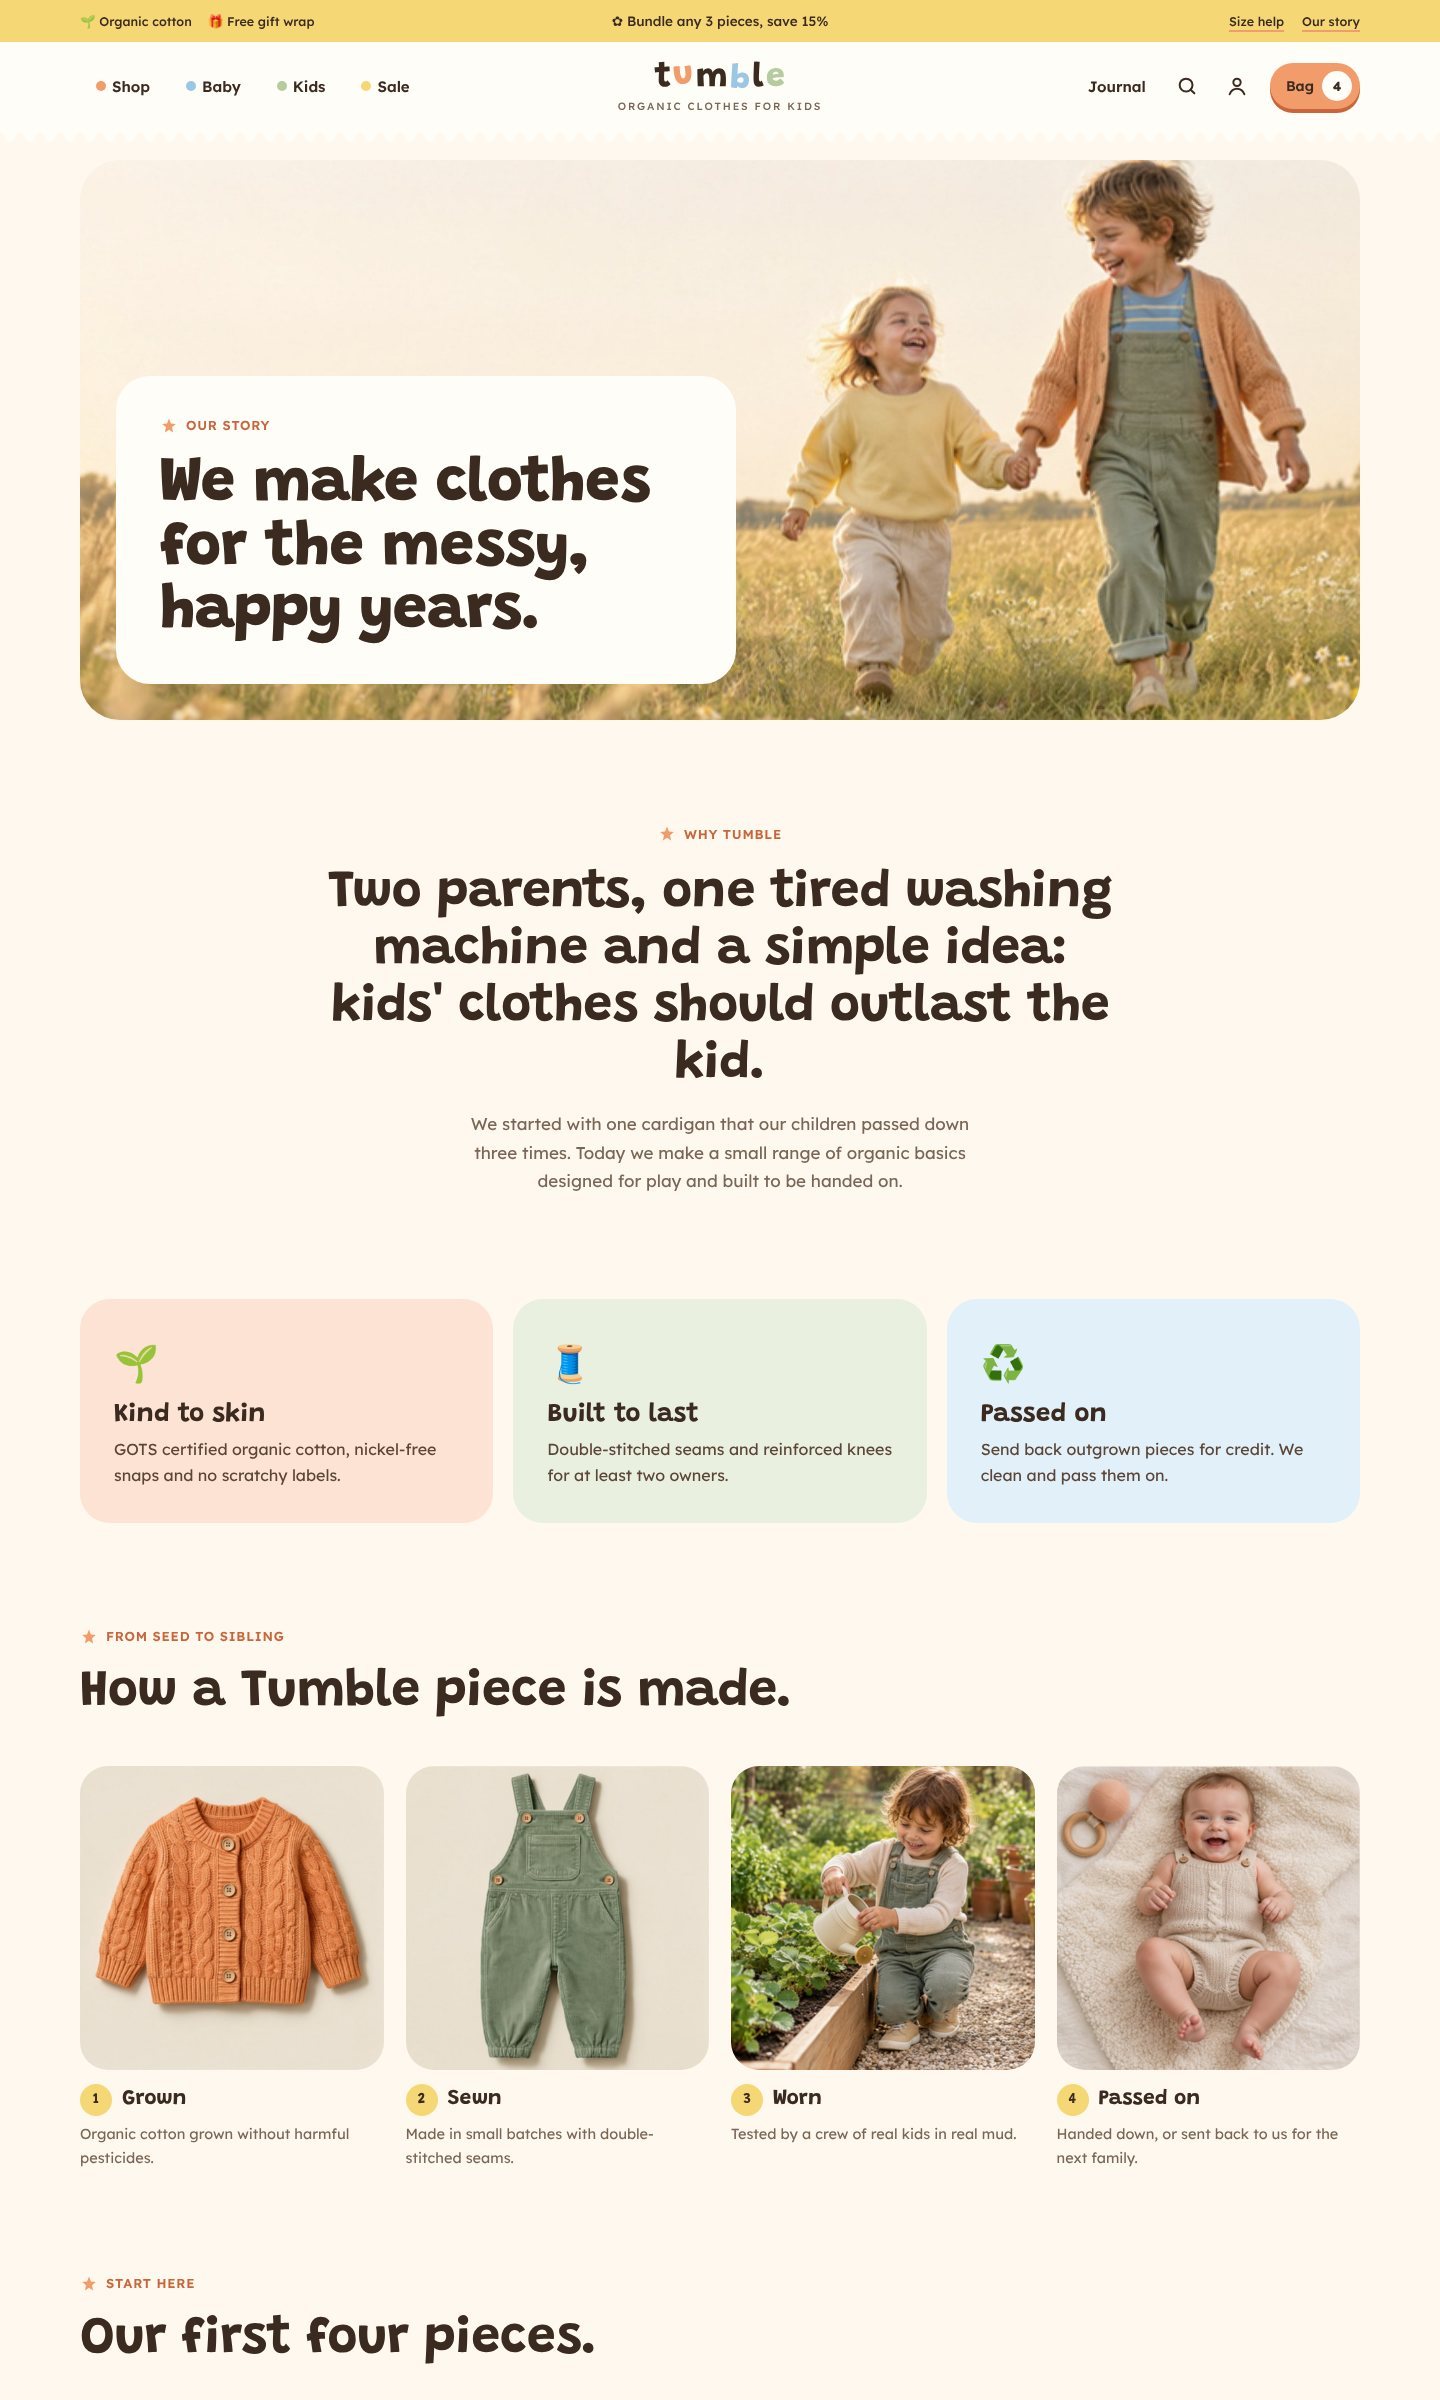 🌱 Organic cotton 🎁 Free gift wrap
✿ Bundle any 3 pieces, save 15%
Size help Our story
Shop Baby Kids Sale
tumble
ORGANIC CLOTHES FOR KIDS
Journal
Bag 4
OUR STORY
We make clothes
for the messy,
happy years.
WHY TUMBLE
Two parents, one tired washing
machine and a simple idea:
kids' clothes should outlast the
kid.
We started with one cardigan that our children passed down
three times. Today we make a small range of organic basics
designed for play and built to be handed on.
Kind to skin
GOTS certified organic cotton, nickel-free
snaps and no scratchy labels.
Built to last
Double-stitched seams and reinforced knees
for at least two owners.
Passed on
Send back outgrown pieces for credit. We
clean and pass them on.
FROM SEED TO SIBLING
How a Tumble piece is made.
1 Grown
Organic cotton grown without harmful
pesticides.
2 Sewn
Made in small batches with double-
stitched seams.
3 Worn
Tested by a crew of real kids in real mud.
4 Passed on
Handed down, or sent back to us for the
next family.
START HERE
Our first four pieces.